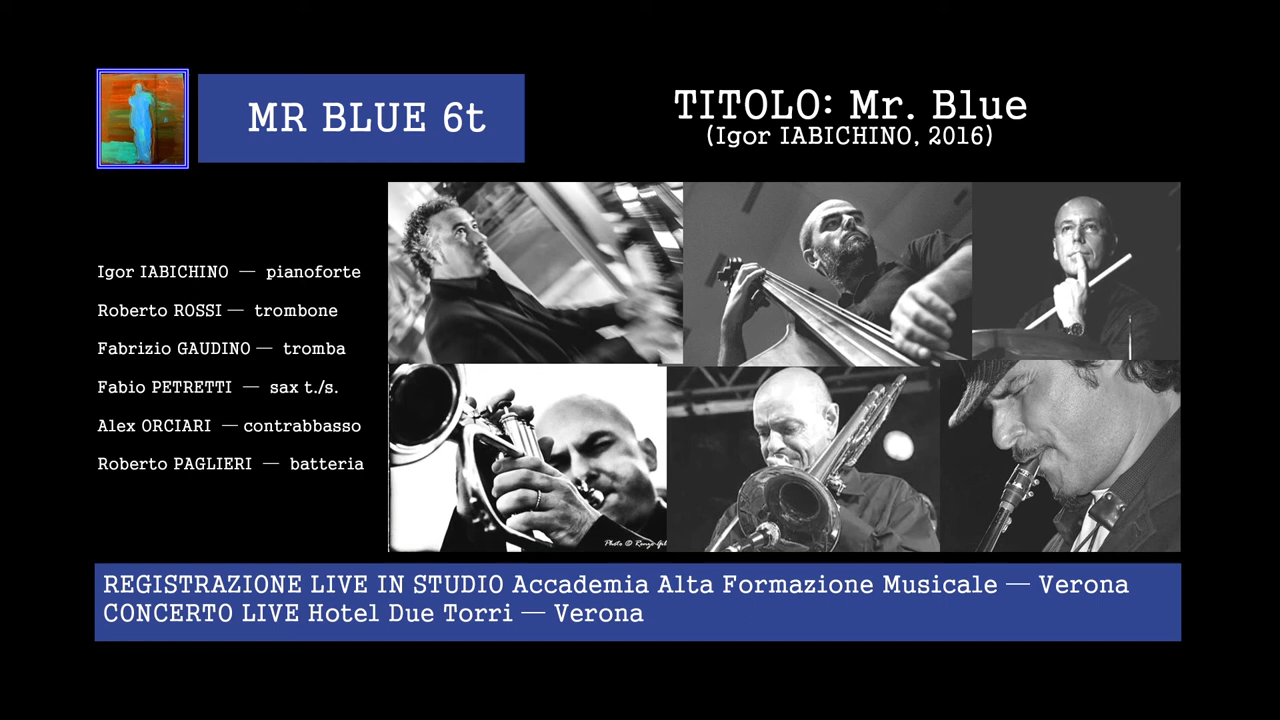 MR BLUE 6t
TITOLO: Mr. Blue
(Igor IABICHINO, 2016)
Igor IABICHINO — pianoforte
Roberto ROSSI — trombone
Fabrizio GAUDINO — tromba
Fabio PETRETTI — sax t./s.
Alex ORCIARI — contrabbasso
Roberto PAGLIERI — batteria
Photo ©
REGISTRAZIONE LIVE IN STUDIO Accademia Alta Formazione Musicale — Verona
CONCERTO LIVE Hotel Due Torri — Verona